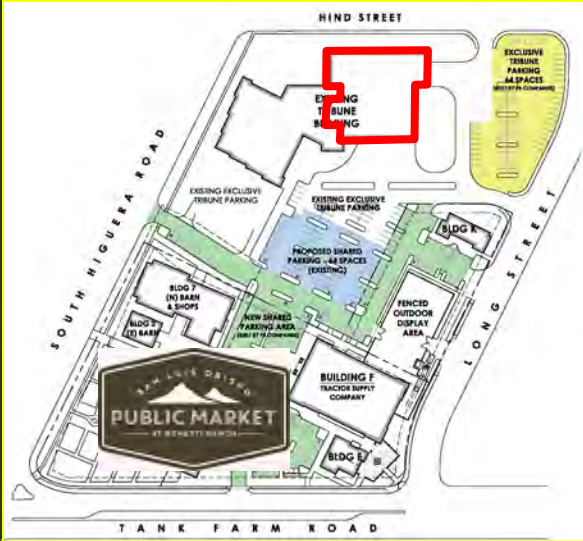 HIND STREET
EXCLUSIVE
TRIBUNE
PARKING
64 SPACES
EXISTING
TRIBUNE
BUILDING
SOUTH HIGUERA ROAD
EXISTING EXCLUSIVE
TRIBUNE PARKING
EXISTING EXCLUSIVE
TRIBUNE PARKING
BLDG K
PROPOSED SHARED
PARKING - 64 SPACES
(EXISTING)
LONG STREET
BLDG 7
(N) BARN
& SHOPS
FENCED
OUTDOOR
DISPLAY
AREA
BLDG 2
(E) BARN
NEW SHARED
PARKING AREA
BUILDING F
TRACTOR SUPPLY
COMPANY
SAN LUIS OBISPO
PUBLIC MARKET
AT BONETTI RANCH
BLDG E
TANK FARM ROAD